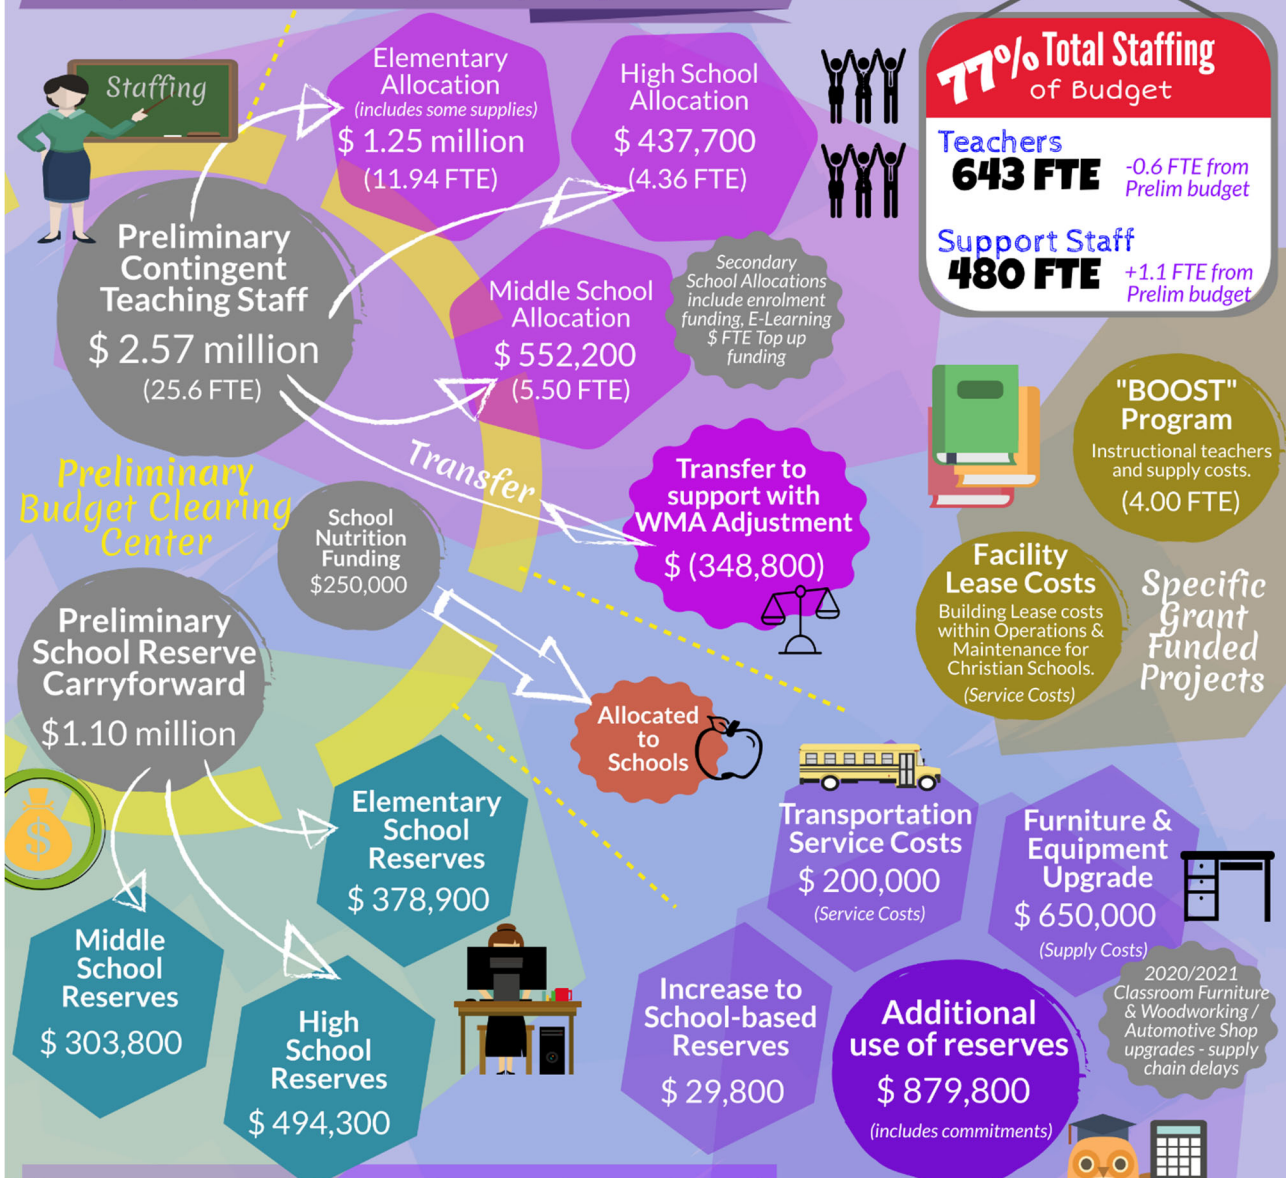 Staffing
Elementary
Allocation
(includes some supplies)
$ 1.25 million
(11.94 FTE)
High School
Allocation
$ 437,700
(4.36 FTE)
77% Total Staffing
of Budget
Teachers
643 FTE
-0.6 FTE from
Prelim budget
Support Staff
480 FTE
+1.1 FTE from
Prelim budget
Preliminary
Contingent
Teaching Staff
$ 2.57 million
(25.6 FTE)
Middle School
Allocation
$ 552,200
(5.50 FTE)
Secondary
School Allocations
include enrolment
funding, E-Learning
$ FTE Top up
funding
Transfer
Transfer to
support with
WMA Adjustment
$ (348,800)
"BOOST"
Program
Instructional teachers
and supply costs.
(4.00 FTE)
Facility
Lease Costs
Building Lease costs
within Operations &
Maintenance for
Christian Schools.
(Service Costs)
Specific
Grant
Funded
Projects
Preliminary
Budget Clearing
Center
School
Nutrition
Funding
$250,000
Allocated
to
Schools
Preliminary
School Reserve
Carryforward
$1.10 million
$
Elementary
School
Reserves
$ 378,900
Middle
School
Reserves
$ 303,800
High
School
Reserves
$ 494,300
Transportation
Service Costs
$ 200,000
(Service Costs)
Furniture &
Equipment
Upgrade
$ 650,000
(Supply Costs)
2020/2021
Classroom Furniture
& Woodworking /
Automotive Shop
upgrades - supply
chain delays
Increase to
School-based
Reserves
$ 29,800
Additional
use of reserves
$ 879,800
(includes commitments)